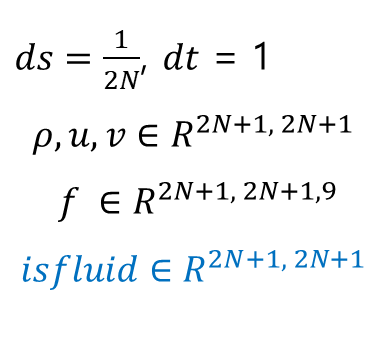 ds = \frac{1}{2N}, dt = 1
ρ, u, v ∈ R^{2N+1, 2N+1}
f ∈ R^{2N+1, 2N+1,9}
isfluid ∈ R^{2N+1, 2N+1}